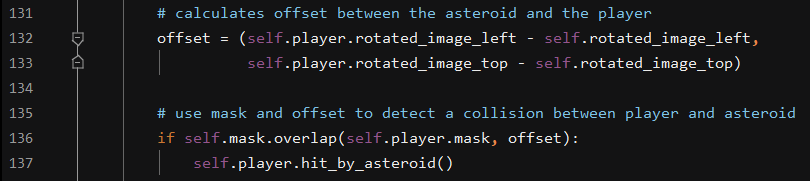 131 # calculates offset between the asteroid and the player
132 offset = (self.player.rotated_image_left - self.rotated_image_left,
133 self.player.rotated_image_top - self.rotated_image_top)
134
135 # use mask and offset to detect a collision between player and asteroid
136 if self.mask.overlap(self.player.mask, offset):
137 self.player.hit_by_asteroid()